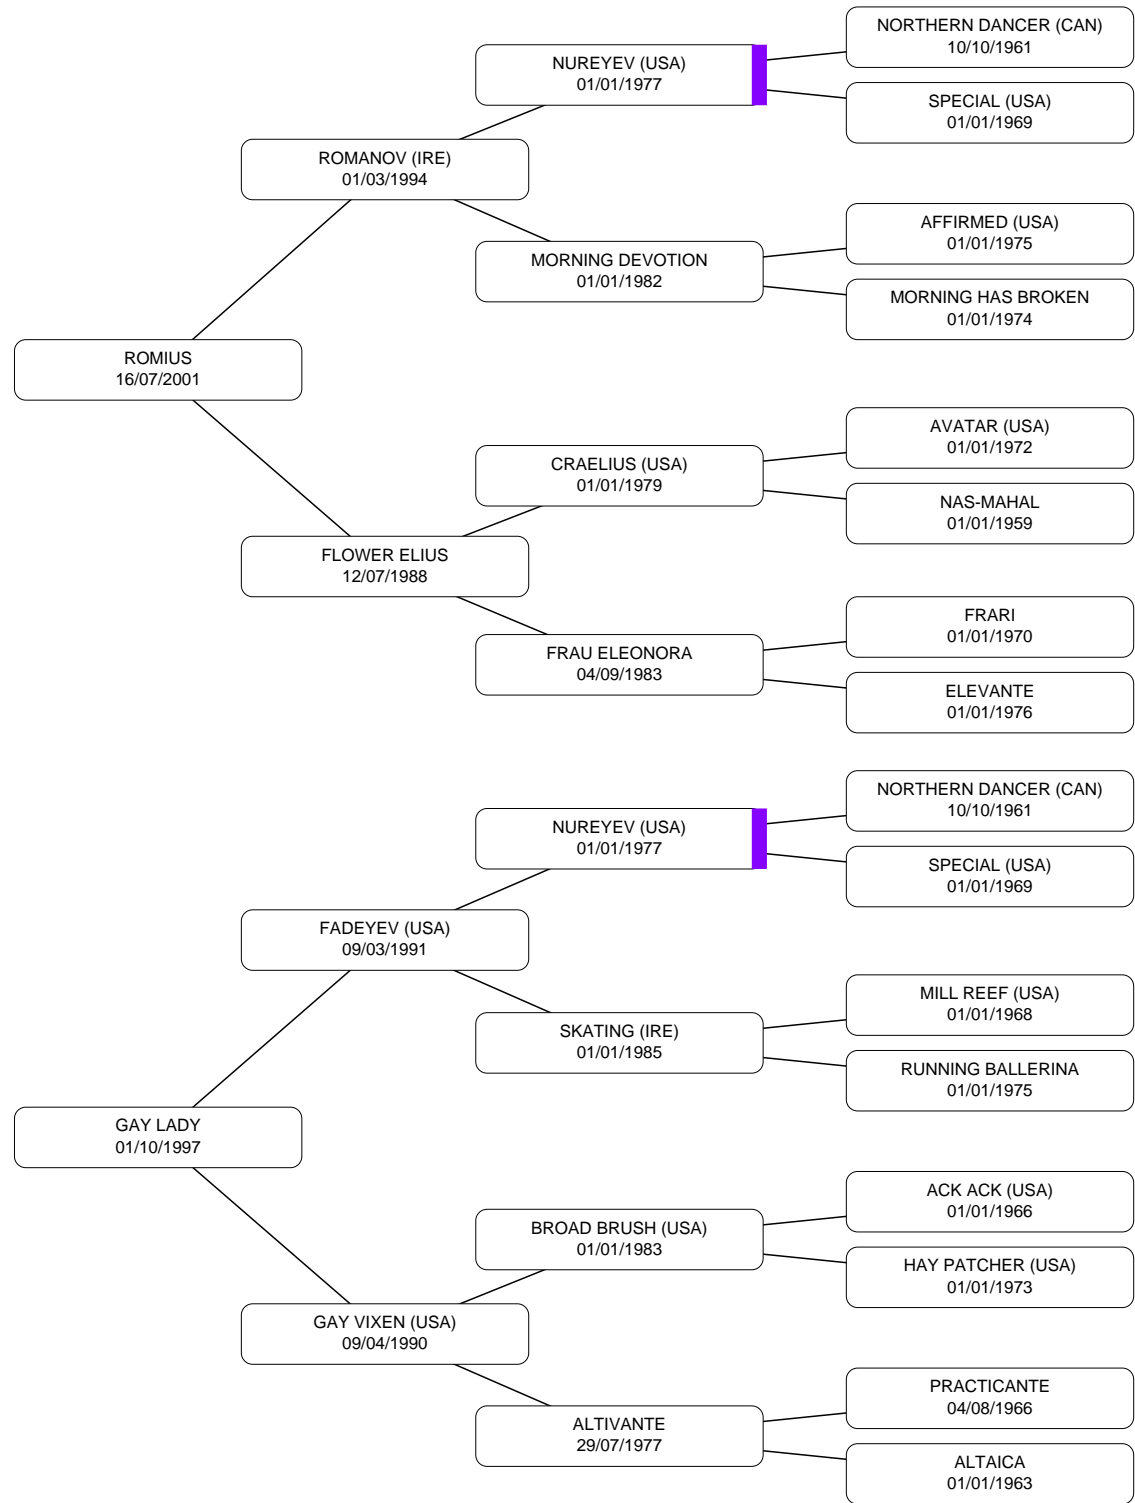 NORTHERN DANCER (CAN)
10/10/1961
NUREYEV (USA)
01/01/1977
SPECIAL (USA)
01/01/1969
ROMANOV (IRE)
01/03/1994
AFFIRMED (USA)
01/01/1975
MORNING DEVOTION
01/01/1982
MORNING HAS BROKEN
01/01/1974
ROMIUS
16/07/2001
AVATAR (USA)
01/01/1972
CRAELIUS (USA)
01/01/1979
NAS-MAHAL
01/01/1959
FLOWER ELIUS
12/07/1988
FRARI
01/01/1970
FRAU ELEONORA
04/09/1983
ELEVANTE
01/01/1976
NORTHERN DANCER (CAN)
10/10/1961
NUREYEV (USA)
01/01/1977
SPECIAL (USA)
01/01/1969
FADEYEV (USA)
09/03/1991
MILL REEF (USA)
01/01/1968
SKATING (IRE)
01/01/1985
RUNNING BALLERINA
01/01/1975
GAY LADY
01/10/1997
ACK ACK (USA)
01/01/1966
BROAD BRUSH (USA)
01/01/1983
HAY PATCHER (USA)
01/01/1973
GAY VIXEN (USA)
09/04/1990
PRACTICANTE
04/08/1966
ALTIVANTE
29/07/1977
ALTAICA
01/01/1963